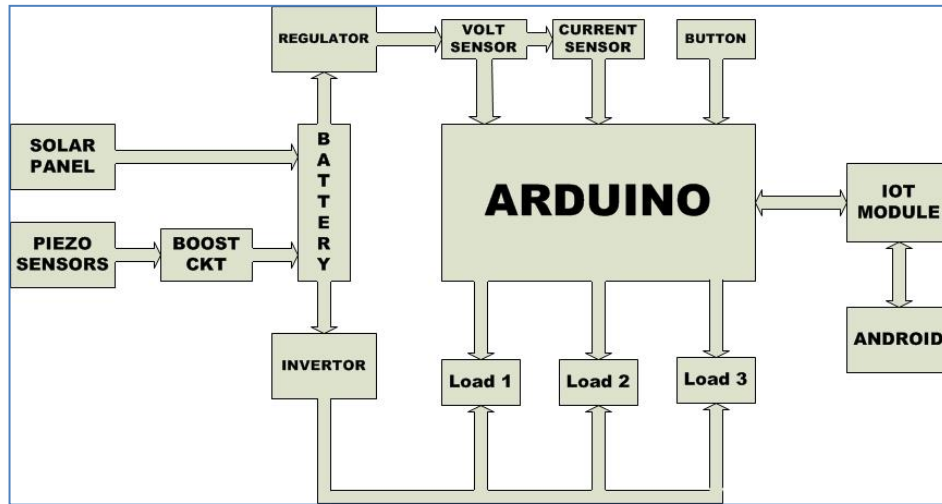 REGULATOR
VOLT
SENSOR
CURRENT
SENSOR
BUTTON
SOLAR
PANEL
B
A
T
T
E
R
Y
ARDUINO
IOT
MODULE
PIEZO
SENSORS
BOOST
CKT
ANDROID
INVERTOR
Load 1
Load 2
Load 3